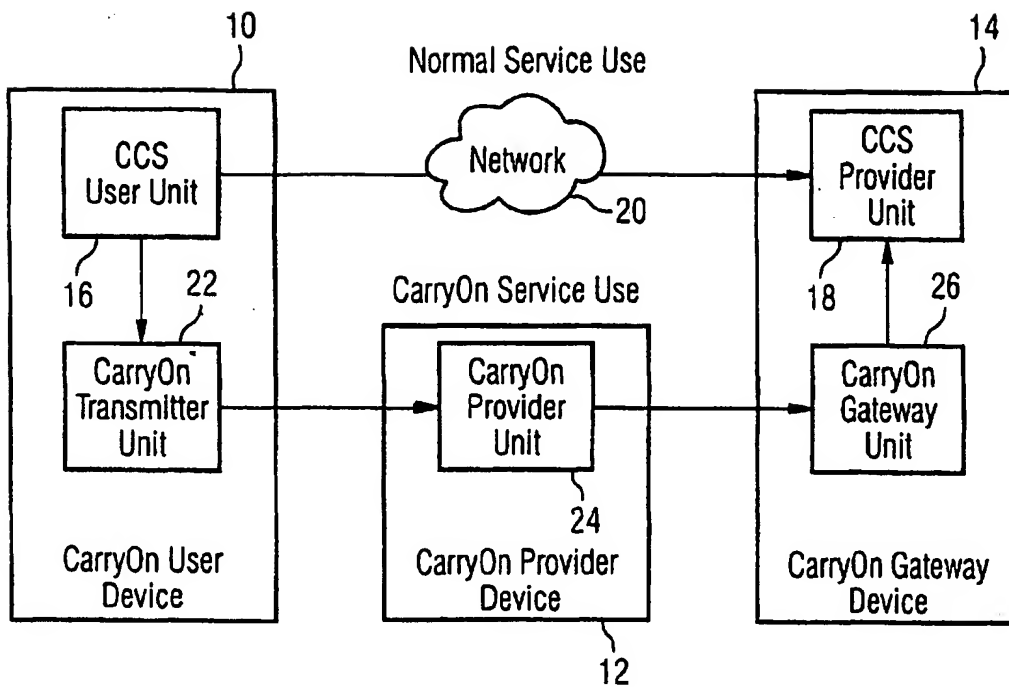 10
14
Normal Service Use
CCS
User Unit
Network
CCS
Provider
Unit
20
16
22
CarryOn Service Use
18
26
CarryOn
Transmitter
Unit
CarryOn
Provider
Unit
CarryOn
Gateway
Unit
24
CarryOn User
Device
CarryOn Provider
Device
CarryOn Gateway
Device
12